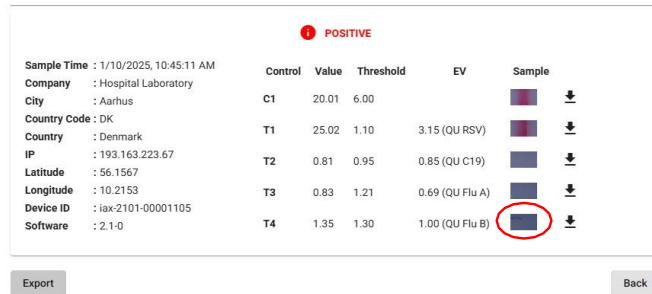 POSITIVE
Sample Time : 1/10/2025, 10:45:11 AM
Company : Hospital Laboratory
City : Aarhus
Country Code : DK
Country : Denmark
IP : 193.163.223.67
Latitude : 56.1567
Longitude : 10.2153
Device ID : iax-2101-00001105
Software : 2.1-0
Control Value Threshold EV Sample
C1 20.01 6.00
T1 25.02 1.10 3.15 (QU RSV)
T2 0.81 0.95 0.85 (QU C19)
T3 0.83 1.21 0.69 (QU Flu A)
T4 1.35 1.30 1.00 (QU Flu B)
Export Back